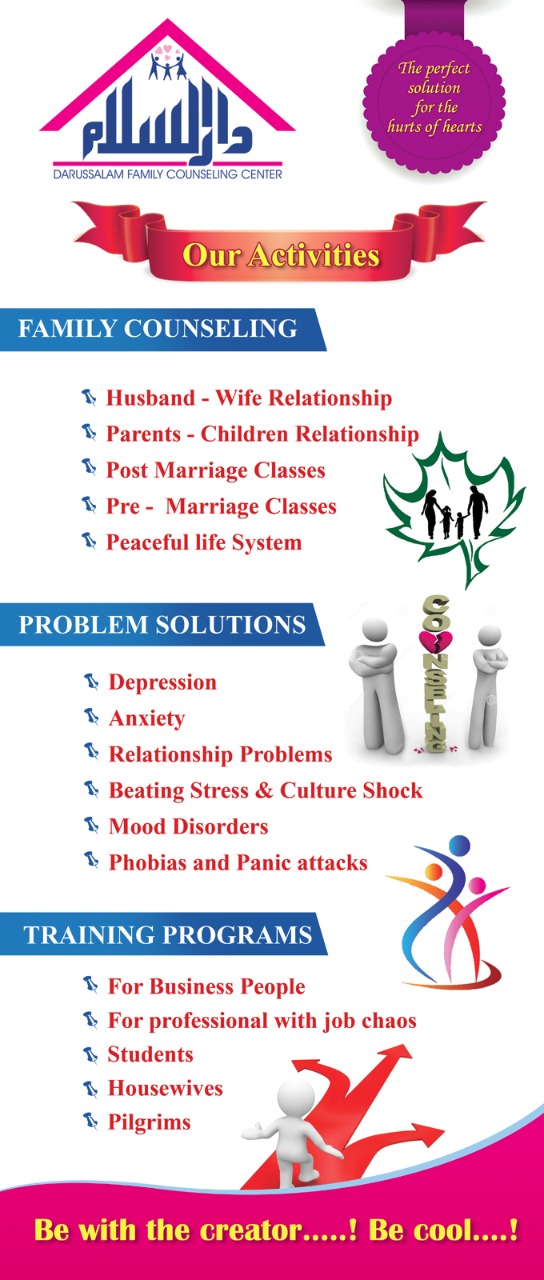 دار السلام
DARUSSALAM FAMILY COUNSELING CENTER
The perfect
solution
for the
hurts of hearts
Our Activities
FAMILY COUNSELING
Husband - Wife Relationship
Parents - Children Relationship
Post Marriage Classes
Pre - Marriage Classes
Peaceful life System
PROBLEM SOLUTIONS
COUNSELING
Depression
Anxiety
Relationship Problems
Beating Stress & Culture Shock
Mood Disorders
Phobias and Panic attacks
TRAINING PROGRAMS
For Business People
For professional with job chaos
Students
Housewives
Pilgrims
Be with the creator.....! Be cool....!